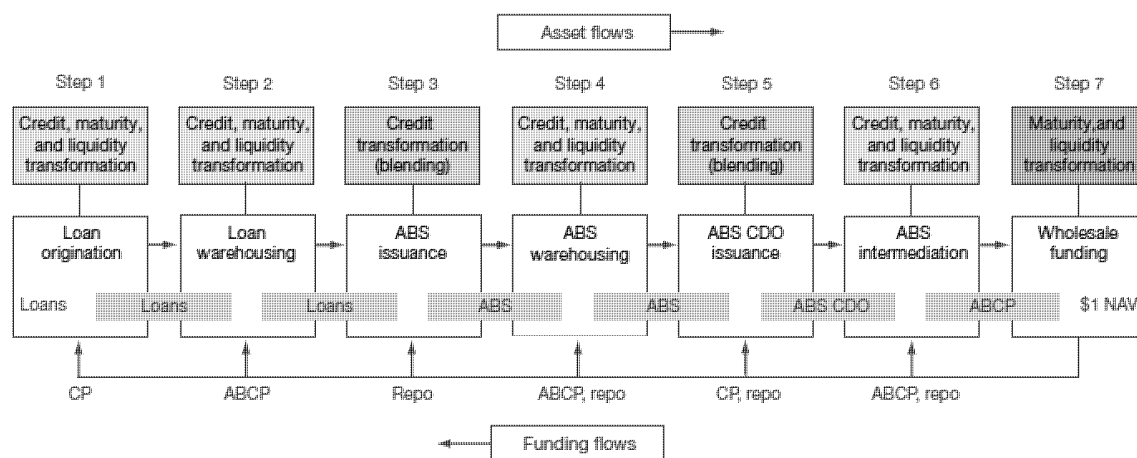 Asset flows
Step 1
Step 2
Step 3
Step 4
Step 5
Step 6
Step 7
Credit, maturity,
and liquidity
transformation
Credit, maturity,
and liquidity
transformation
Credit
transformation
(blending)
Credit, maturity,
and liquidity
transformation
Credit
transformation
(blending)
Credit, maturity,
and liquidity
transformation
Maturity,and
liquidity
transformation
Loan
origination
Loan
warehousing
ABS
issuance
ABS
warehousing
ABS CDO
issuance
ABS
intermediation
Wholesale
funding
Loans
Loans
Loans
ABS
ABS
ABS CDO
ABCP
$1 NAV
CP
ABCP
Repo
ABCP, repo
CP, repo
ABCP, repo
Funding flows